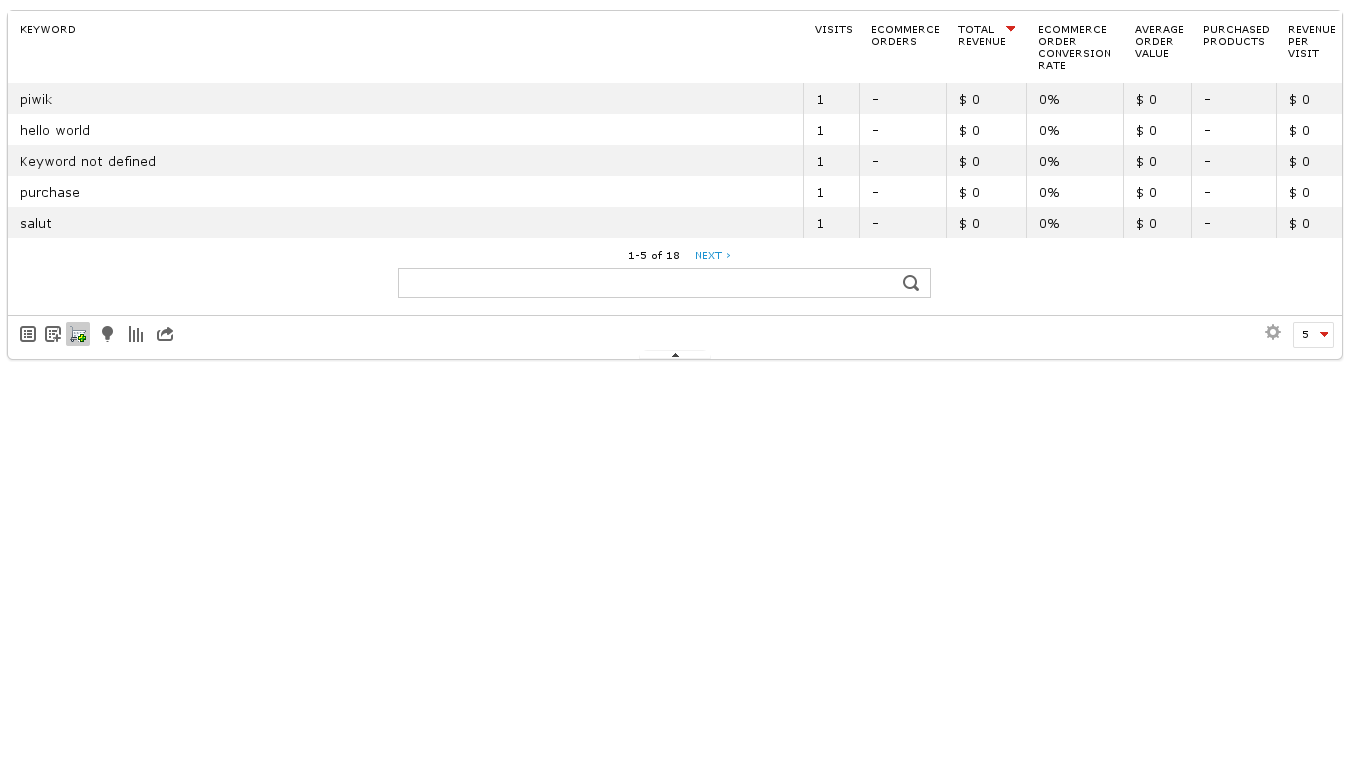 KEYWORD VISITS ECOMMERCE ORDERS TOTAL REVENUE ECOMMERCE ORDER CONVERSION RATE AVERAGE ORDER VALUE PURCHASED PRODUCTS REVENUE PER VISIT
piwik 1 - $ 0 0% $ 0 - $ 0
hello world 1 - $ 0 0% $ 0 - $ 0
Keyword not defined 1 - $ 0 0% $ 0 - $ 0
purchase 1 - $ 0 0% $ 0 - $ 0
salut 1 - $ 0 0% $ 0 - $ 0
1-5 of 18 NEXT ›
5